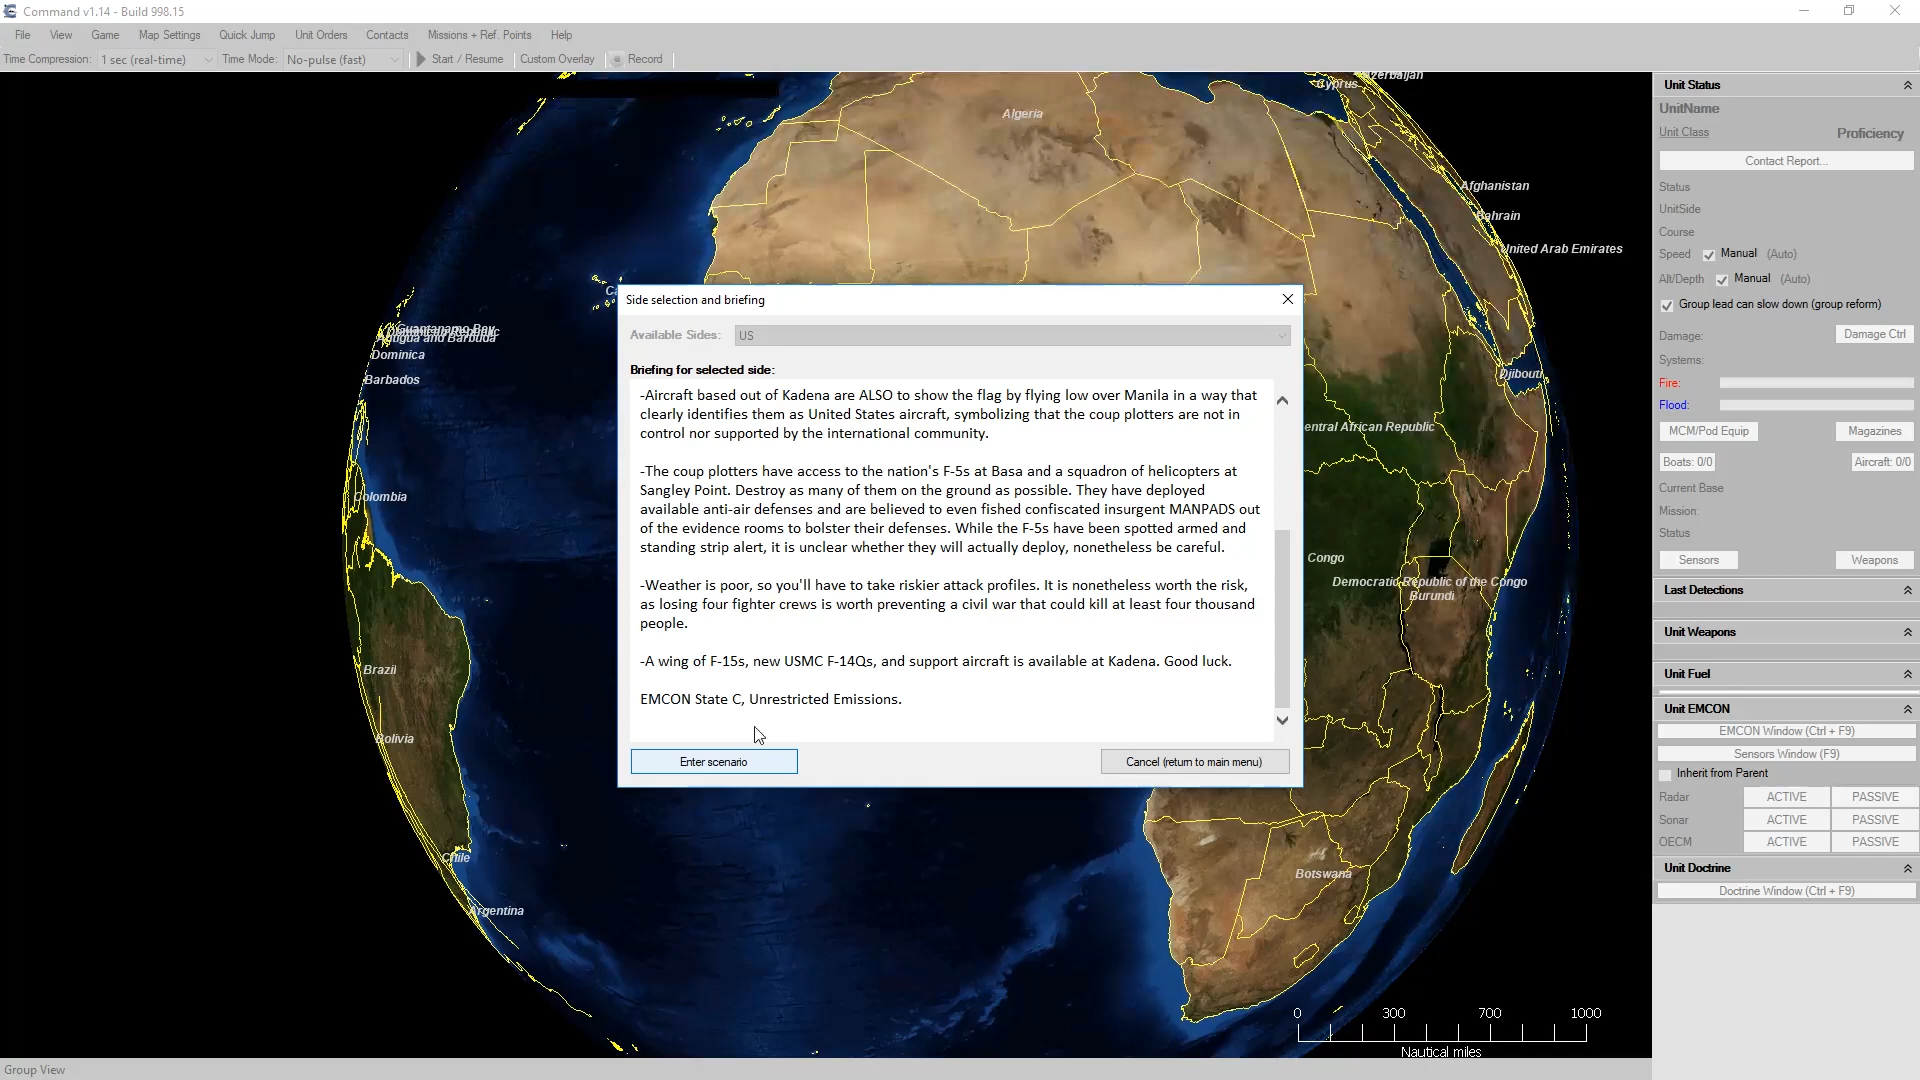 Command v1.14 - Build 998.15
File View Game Map Settings Quick Jump Unit Orders Contacts Missions + Ref. Points Help
Time Compression: 1 sec (real-time) Time Mode: No-pulse (fast) Start / Resume Custom Overlay Record
Cyprus
Azerbaijan
Algeria
Afghanistan
Bahrain
United Arab Emirates
Guantanamo Bay
Dominican Republic
Antigua and Barbuda
Dominica
Barbados
Djibouti
Central African Republic
Colombia
Congo
Democratic Republic of the Congo
Burundi
Brazil
Bolivia
Chile
Botswana
Argentina
Side selection and briefing
Available Sides: US
Briefing for selected side:
-Aircraft based out of Kadena are ALSO to show the flag by flying low over Manila in a way that
clearly identifies them as United States aircraft, symbolizing that the coup plotters are not in
control nor supported by the international community.
-The coup plotters have access to the nation's F-5s at Basa and a squadron of helicopters at
Sangley Point. Destroy as many of them on the ground as possible. They have deployed
available anti-air defenses and are believed to even fished confiscated insurgent MANPADS out
of the evidence rooms to bolster their defenses. While the F-5s have been spotted armed and
standing strip alert, it is unclear whether they will actually deploy, nonetheless be careful.
-Weather is poor, so you'll have to take riskier attack profiles. It is nonetheless worth the risk,
as losing four fighter crews is worth preventing a civil war that could kill at least four thousand
people.
-A wing of F-15s, new USMC F-14Qs, and support aircraft is available at Kadena. Good luck.
EMCON State C, Unrestricted Emissions.
Enter scenario
Cancel (return to main menu)
0 300 700 1000
Nautical miles
Unit Status
UnitName
Unit Class Proficiency
Contact Report...
Status
UnitSide
Course
Speed Manual (Auto)
Alt/Depth Manual (Auto)
Group lead can slow down (group reform)
Damage: Damage Ctrl
Systems:
Fire:
Flood:
MCM/Pod Equip Magazines
Boats: 0/0 Aircraft: 0/0
Current Base
Mission:
Status
Sensors Weapons
Last Detections
Unit Weapons
Unit Fuel
Unit EMCON
EMCON Window (Ctrl + F9)
Sensors Window (F9)
Inherit from Parent
Radar ACTIVE PASSIVE
Sonar ACTIVE PASSIVE
OECM ACTIVE PASSIVE
Unit Doctrine
Doctrine Window (Ctrl + F9)
Group View